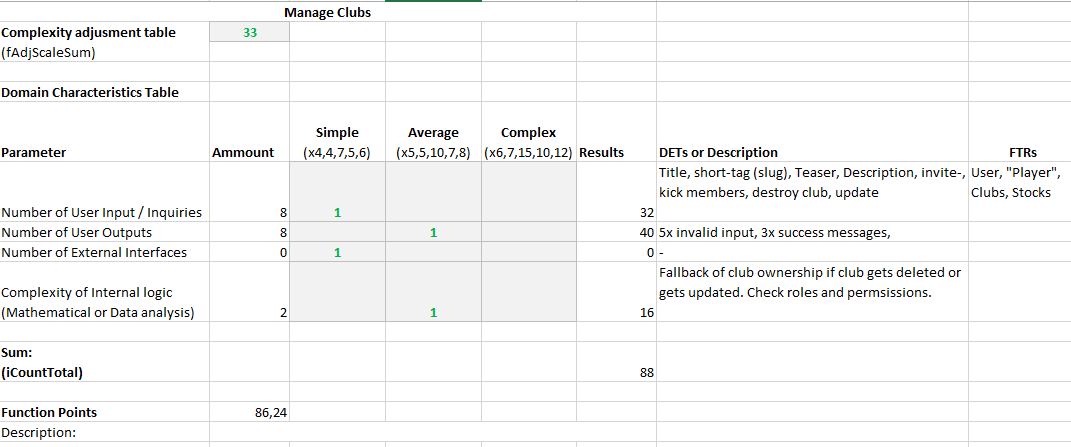 Manage Clubs
Complexity adjusment table 33
(fAdjScaleSum)
Domain Characteristics Table
Simple Average Complex
Parameter Ammount (x4,4,7,5,6) (x5,5,10,7,8) (x6,7,15,10,12) Results DETs or Description FTRs
Title, short-tag (slug), Teaser, Description, invite-, User, "Player",
kick members, destroy club, update Clubs, Stocks
Number of User Input / Inquiries 8 1 32
Number of User Outputs 8 1 40 5x invalid input, 3x success messages,
Number of External Interfaces 0 1 0 -
Fallback of club ownership if club gets deleted or
Complexity of Internal logic gets updated. Check roles and permsissions.
(Mathematical or Data analysis) 2 1 16
Sum:
(iCountTotal) 88
Function Points 86,24
Description: